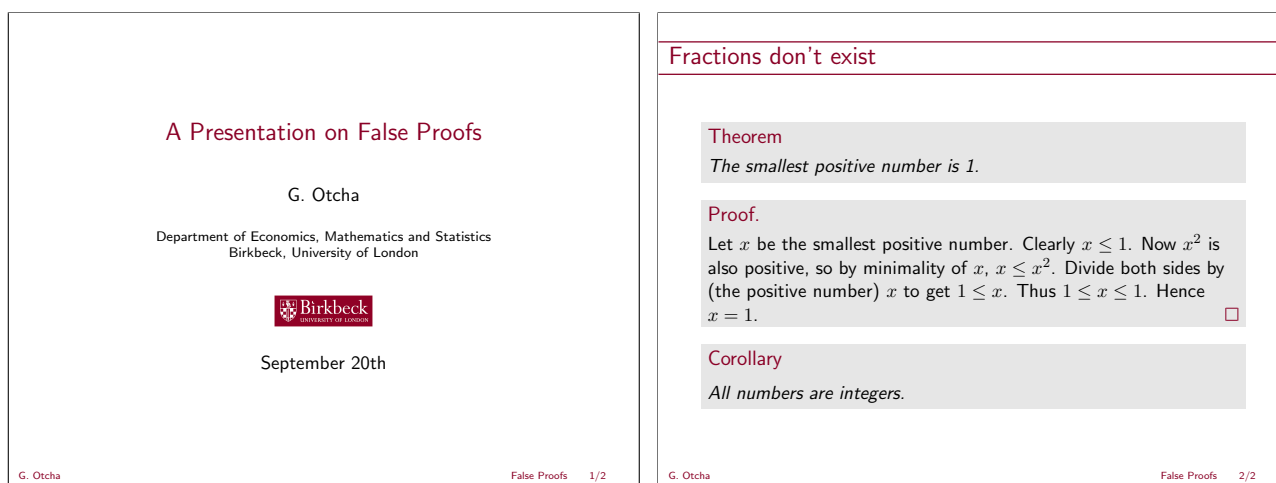 A Presentation on False Proofs
G. Otcha
Department of Economics, Mathematics and Statistics
Birkbeck, University of London
Birkbeck
UNIVERSITY OF LONDON
September 20th
G. Otcha False Proofs 1/2
Fractions don't exist
Theorem
The smallest positive number is 1.
Proof.
Let x be the smallest positive number. Clearly x ≤ 1. Now x² is
also positive, so by minimality of x, x ≤ x². Divide both sides by
(the positive number) x to get 1 ≤ x. Thus 1 ≤ x ≤ 1. Hence
x = 1. □
Corollary
All numbers are integers.
G. Otcha False Proofs 2/2